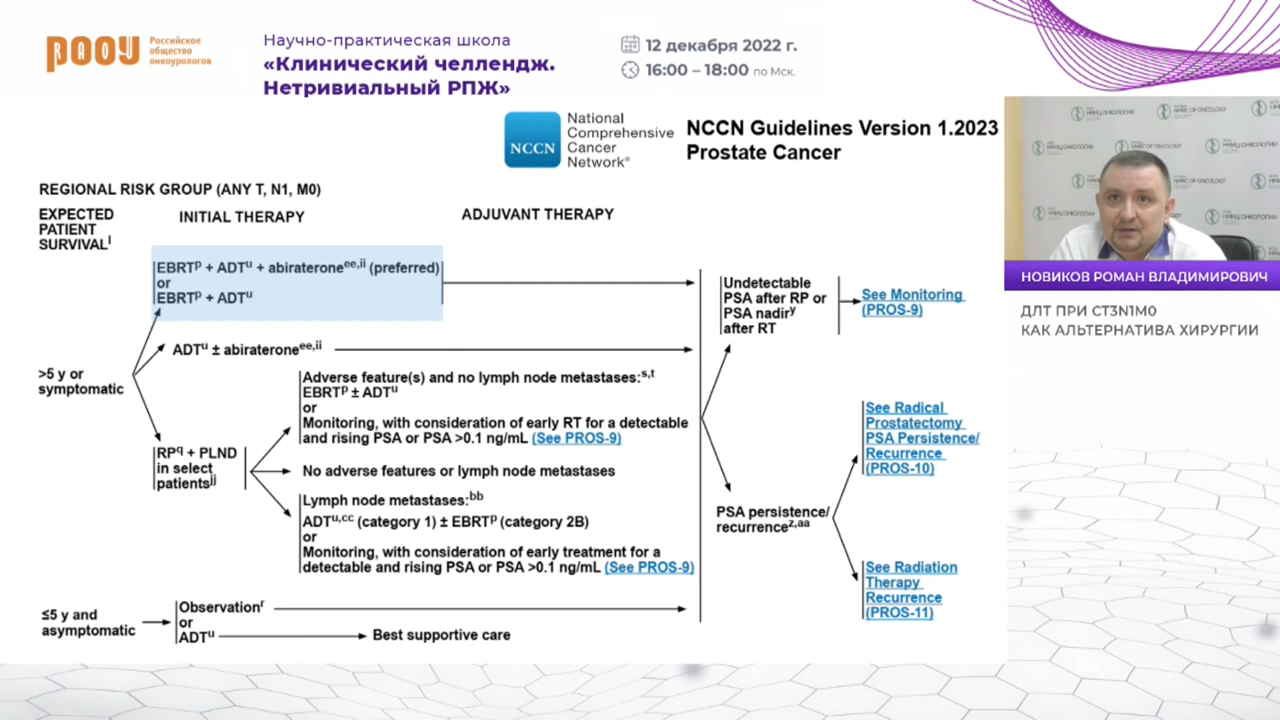 РАОУ
Российское
общество
онкоурологов
Научно-практическая школа
«Клинический челлендж.
Нетривиальный РПЖ»
12 декабря 2022 г.
16:00 – 18:00 по Мск.
NCCN
National
Comprehensive
Cancer
Network®
NCCN Guidelines Version 1.2023
Prostate Cancer
REGIONAL RISK GROUP (ANY T, N1, M0)
EXPECTED
PATIENT
SURVIVALl
INITIAL THERAPY
ADJUVANT THERAPY
EBRTp + ADTu + abirateroneee,ii (preferred)
or
EBRTp + ADTu
ADTu ± abirateroneee,ii
>5 y or
symptomatic
RPq + PLND
in select
patientsjj
Adverse feature(s) and no lymph node metastases:s,t
EBRTp ± ADTu
or
Monitoring, with consideration of early RT for a detectable
and rising PSA or PSA >0.1 ng/mL (See PROS-9)
No adverse features or lymph node metastases
Lymph node metastases:bb
ADTu,cc (category 1) ± EBRTp (category 2B)
or
Monitoring, with consideration of early treatment for a
detectable and rising PSA or PSA >0.1 ng/mL (See PROS-9)
≤5 y and
asymptomatic
Observationr
or
ADTu
Best supportive care
Undetectable
PSA after RP or
PSA nadiry
after RT
See Monitoring
(PROS-9)
PSA persistence/
recurrencez,aa
See Radical
Prostatectomy
PSA Persistence/
Recurrence
(PROS-10)
See Radiation
Therapy
Recurrence
(PROS-11)
НОВИКОВ РОМАН ВЛАДИМИРОВИЧ
ДЛТ ПРИ CT3N1M0
КАК АЛЬТЕРНАТИВА ХИРУРГИИ